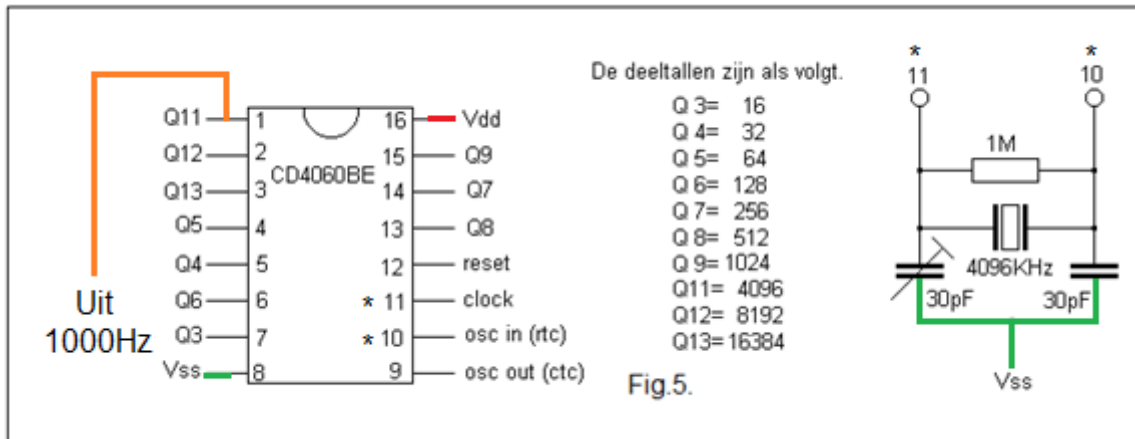 Uit
1000Hz
Q11 1
Q12 2
Q13 3
Q5 4
Q4 5
Q6 6
Q3 7
Vss 8
CD4060BE
16 Vdd
15 Q9
14 Q7
13 Q8
12 reset
* 11 clock
* 10 osc in (rtc)
9 osc out (ctc)
De deeltallen zijn als volgt.
Q 3= 16
Q 4= 32
Q 5= 64
Q 6= 128
Q 7= 256
Q 8= 512
Q 9= 1024
Q11= 4096
Q12= 8192
Q13= 16384
Fig.5.
* *
11 10
1M
4096KHz
30pF 30pF
Vss